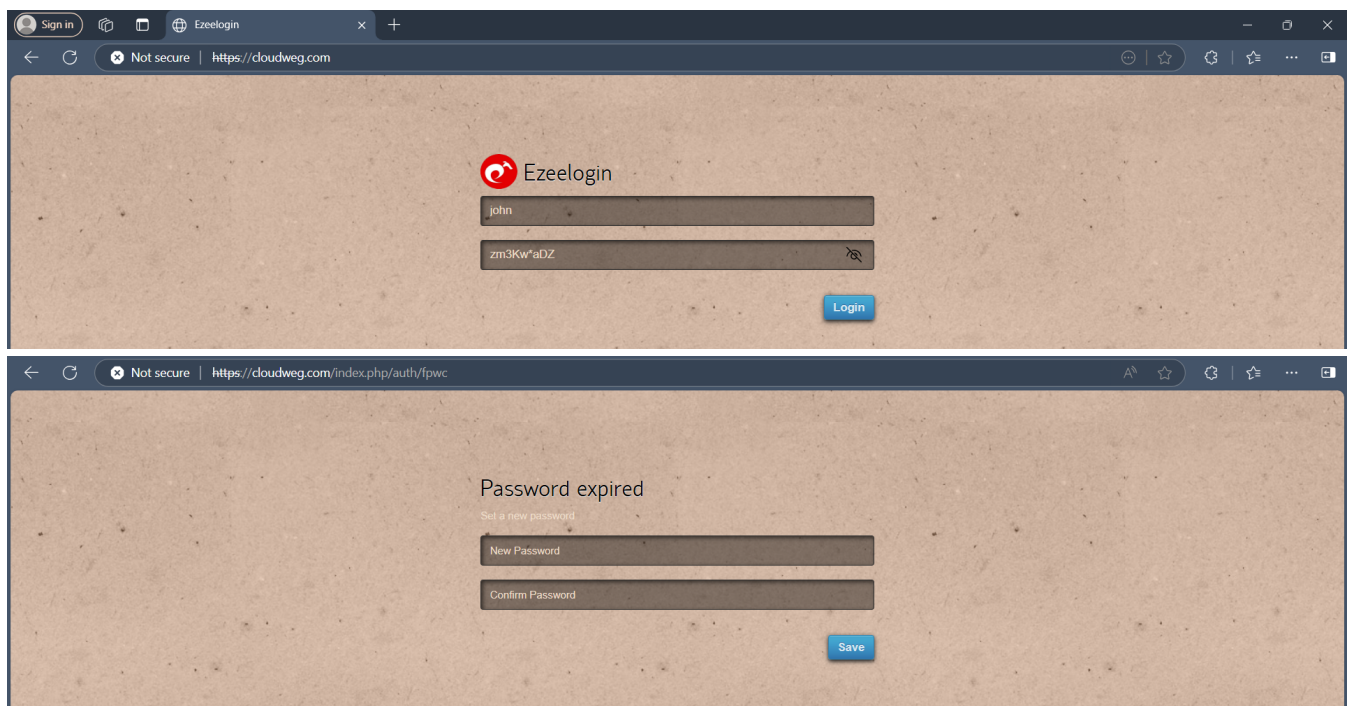 Sign in
Ezeelogin
Not secure | https://cloudweg.com
Ezeelogin
john
zm3Kw*aDZ
Login
Not secure | https://cloudweg.com/index.php/auth/fpwc
Password expired
Set a new password
New Password
Confirm Password
Save